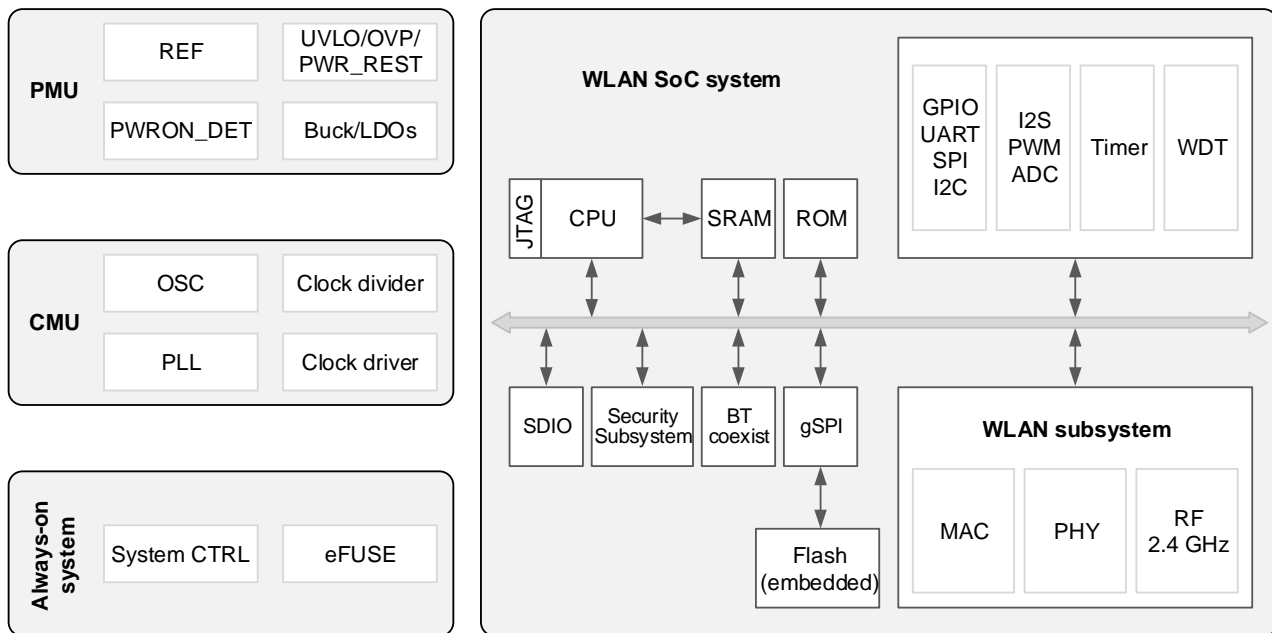 PMU
REF
UVLO/OVP/
PWR_REST
PWRON_DET
Buck/LDOs
CMU
OSC
Clock divider
PLL
Clock driver
Always-on
system
System CTRL
eFUSE
WLAN SoC system
GPIO
UART
SPI
I2C
I2S
PWM
ADC
Timer
WDT
JTAG
CPU
SRAM
ROM
SDIO
Security
Subsystem
BT
coexist
gSPI
Flash
(embedded)
WLAN subsystem
MAC
PHY
RF
2.4 GHz